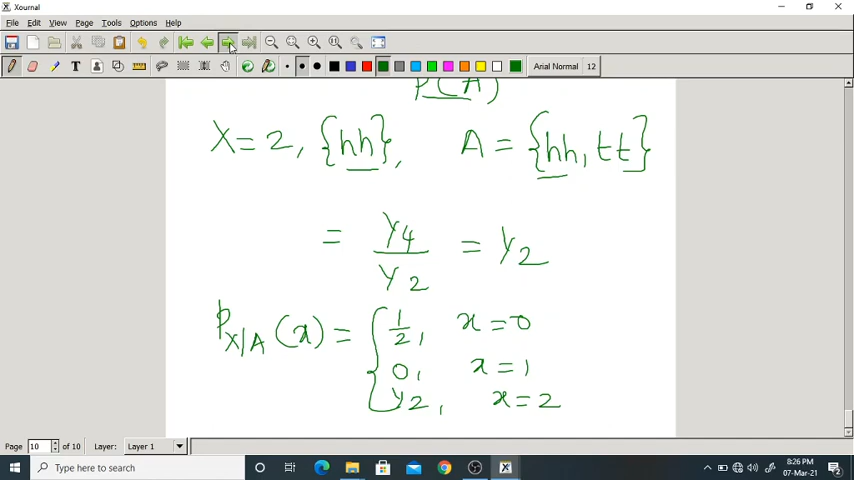 Xournal
File Edit View Page Tools Options Help
Arial Normal 12
P(A)
X = 2, {hh}, A = {hh, tt}
= 1/4 / 1/2 = 1/2
P_X|A (x) = { 1/2, x = 0
0, x = 1
1/2, x = 2
Page 10 of 10 Layer: Layer 1
Type here to search
8:26 PM
07-Mar-21